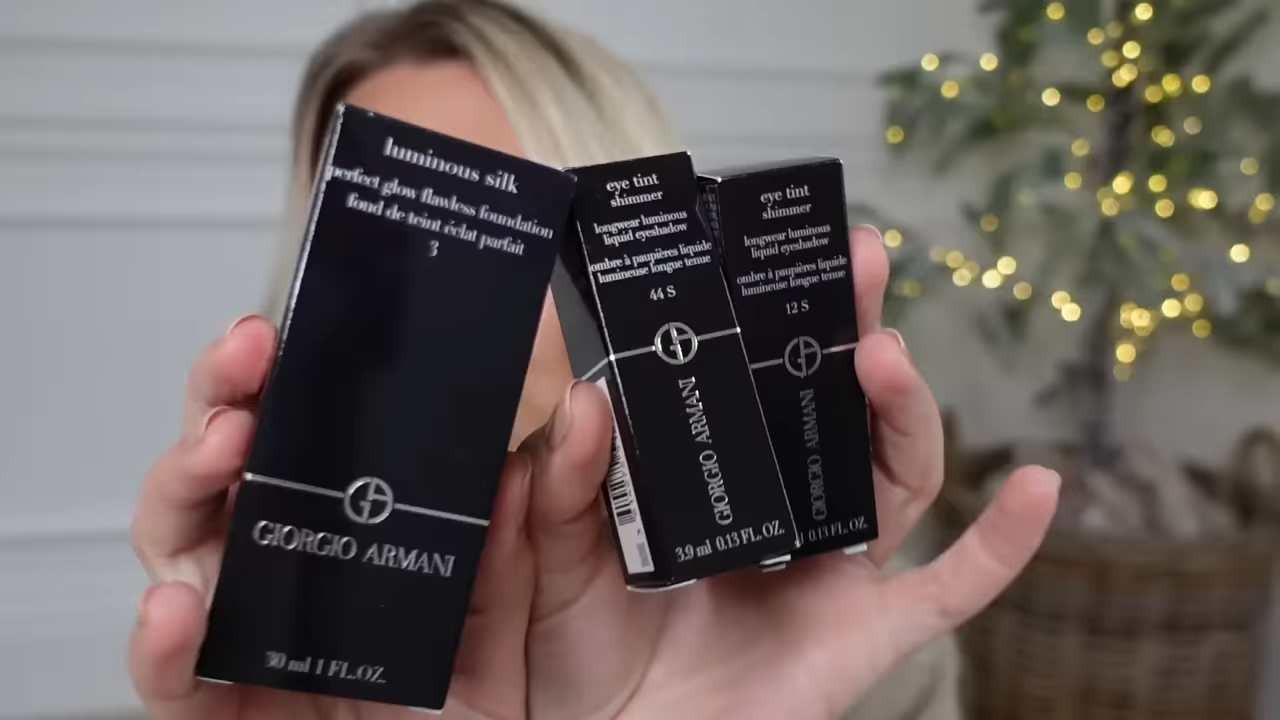 luminous silk
perfect glow flawless foundation
fond de teint éclat parfait
3
GIORGIO ARMANI
30 ml 1 FL.OZ.
eye tint
shimmer
longwear luminous
liquid eyeshadow
ombre à paupières liquide
lumineuse longue tenue
44 S
GIORGIO ARMANI
3.9 ml 0.13 FL.OZ.
eye tint
shimmer
longwear luminous
liquid eyeshadow
ombre à paupières liquide
lumineuse longue tenue
12 S
GIORGIO ARMANI
0.13 FL.OZ.